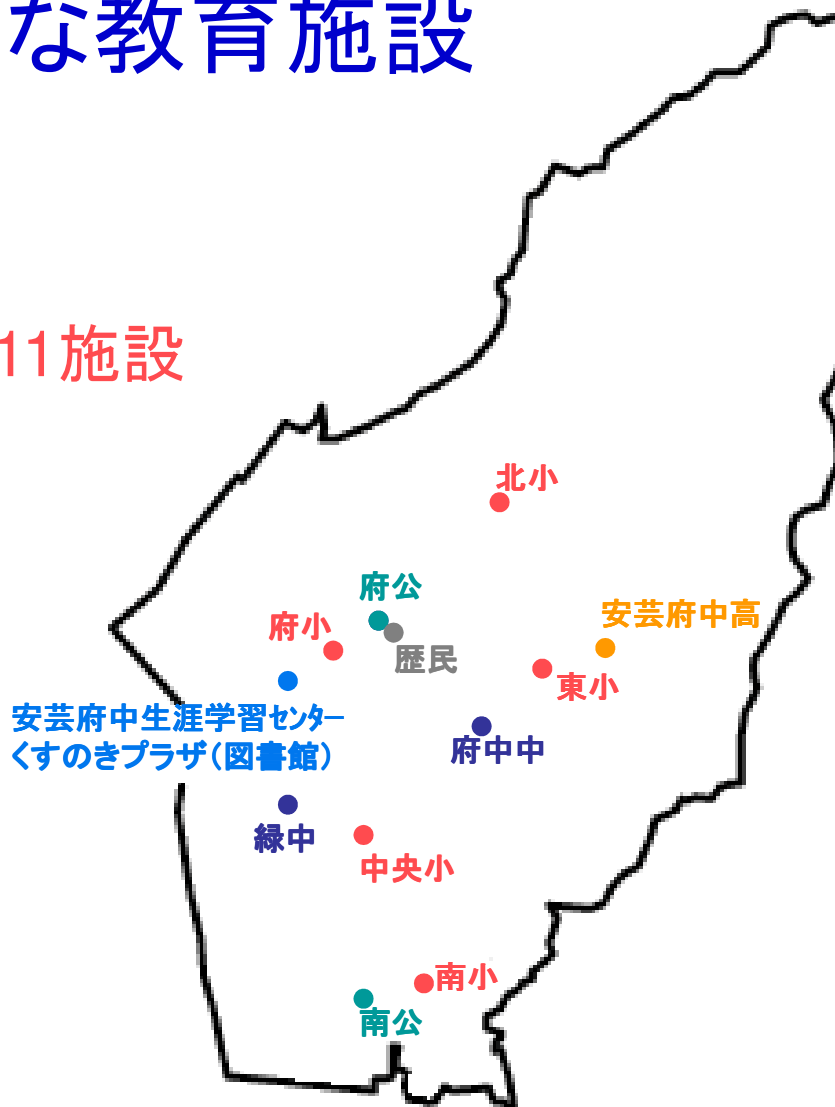 な教育施設
11施設
北小
府公
府小
歴民
安芸府中高
東小
安芸府中生涯学習ｾﾝﾀｰ
くすのきプラザ(図書館)
府中中
緑中
中央小
南小
南公